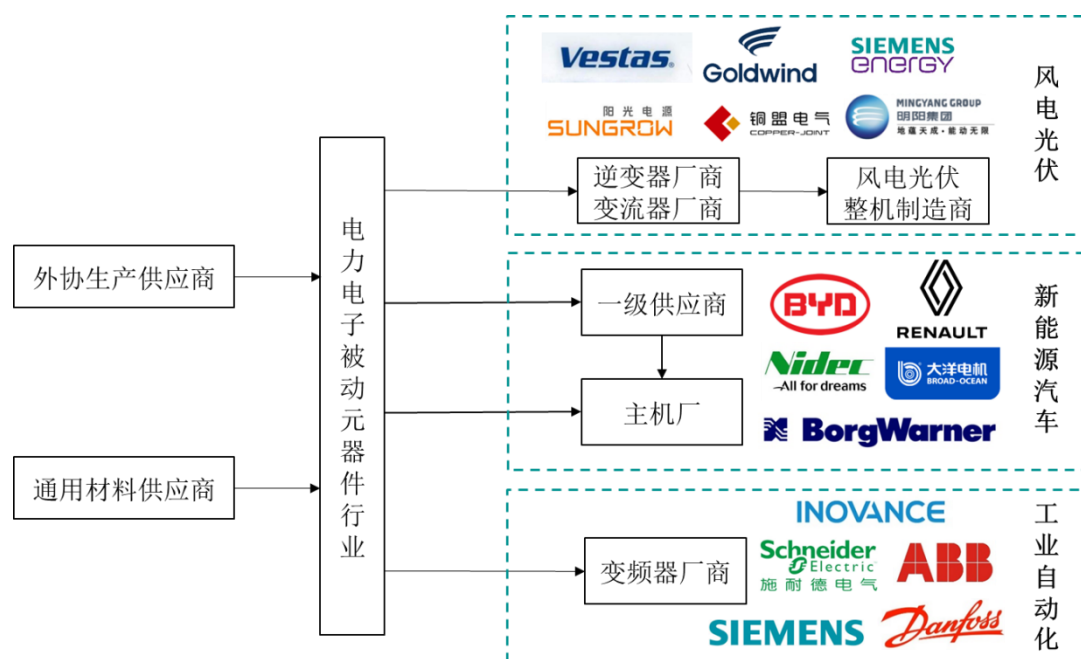 外协生产供应商
通用材料供应商
电力电子被动元器件行业
Vestas®
Goldwind
SIEMENS
energy
阳光电源
SUNGROW
铜盟电气
COPPER-JOINT
MINGYANG GROUP
明阳集团
地蕴天成·能动无限
逆变器厂商
变流器厂商
风电光伏
整机制造商
风电光伏
一级供应商
主机厂
BYD
RENAULT
Nidec
All for dreams
大洋电机
BROAD-OCEAN
BorgWarner
新能源汽车
变频器厂商
INOVANCE
Schneider
Electric
施耐德电气
ABB
SIEMENS
Danfoss
工业自动化